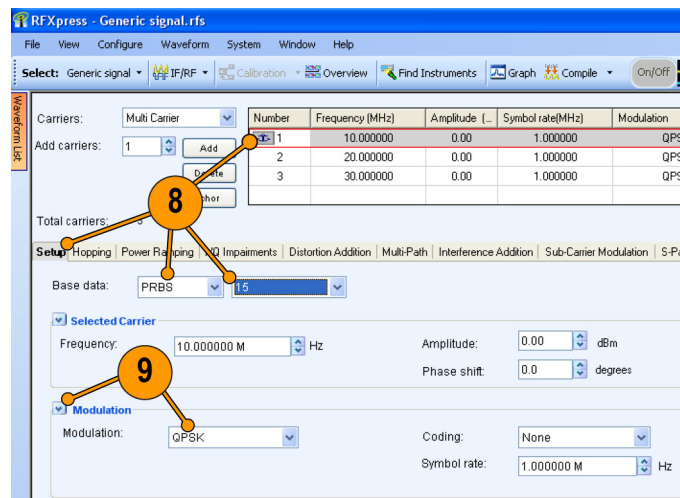 RFXpress - Generic signal.rfs
File View Configure Waveform System Window Help
Select: Generic signal IF/RF Calibration Overview Find Instruments Graph Compile On/Off
Waveform List
Carriers: Multi Carrier
Number Frequency (MHz) Amplitude (... Symbol rate(MHz) Modulation
Add carriers: 1 Add
1 10.000000 0.00 1.000000 QPS
2 20.000000 0.00 1.000000 QPS
3 30.000000 0.00 1.000000 QPS
8
Total carriers:
Setup Hopping Power Ramping I/Q Impairments Distortion Addition Multi-Path Interference Addition Sub-Carrier Modulation S-Pa
Base data: PRBS 15
Selected Carrier
Frequency: 10.000000 M Hz
Amplitude: 0.00 dBm
Phase shift: 0.0 degrees
9
Modulation
Modulation: QPSK
Coding: None
Symbol rate: 1.000000 M Hz